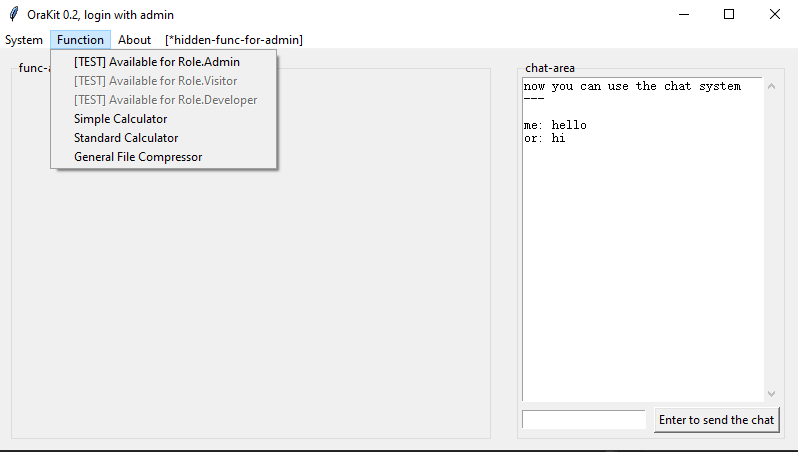 OraKit 0.2, login with admin
System Function About [*hidden-func-for-admin]
[TEST] Available for Role.Admin
[TEST] Available for Role.Visitor
[TEST] Available for Role.Developer
Simple Calculator
Standard Calculator
General File Compressor
func-a
chat-area
now you can use the chat system
---
me: hello
or: hi
Enter to send the chat